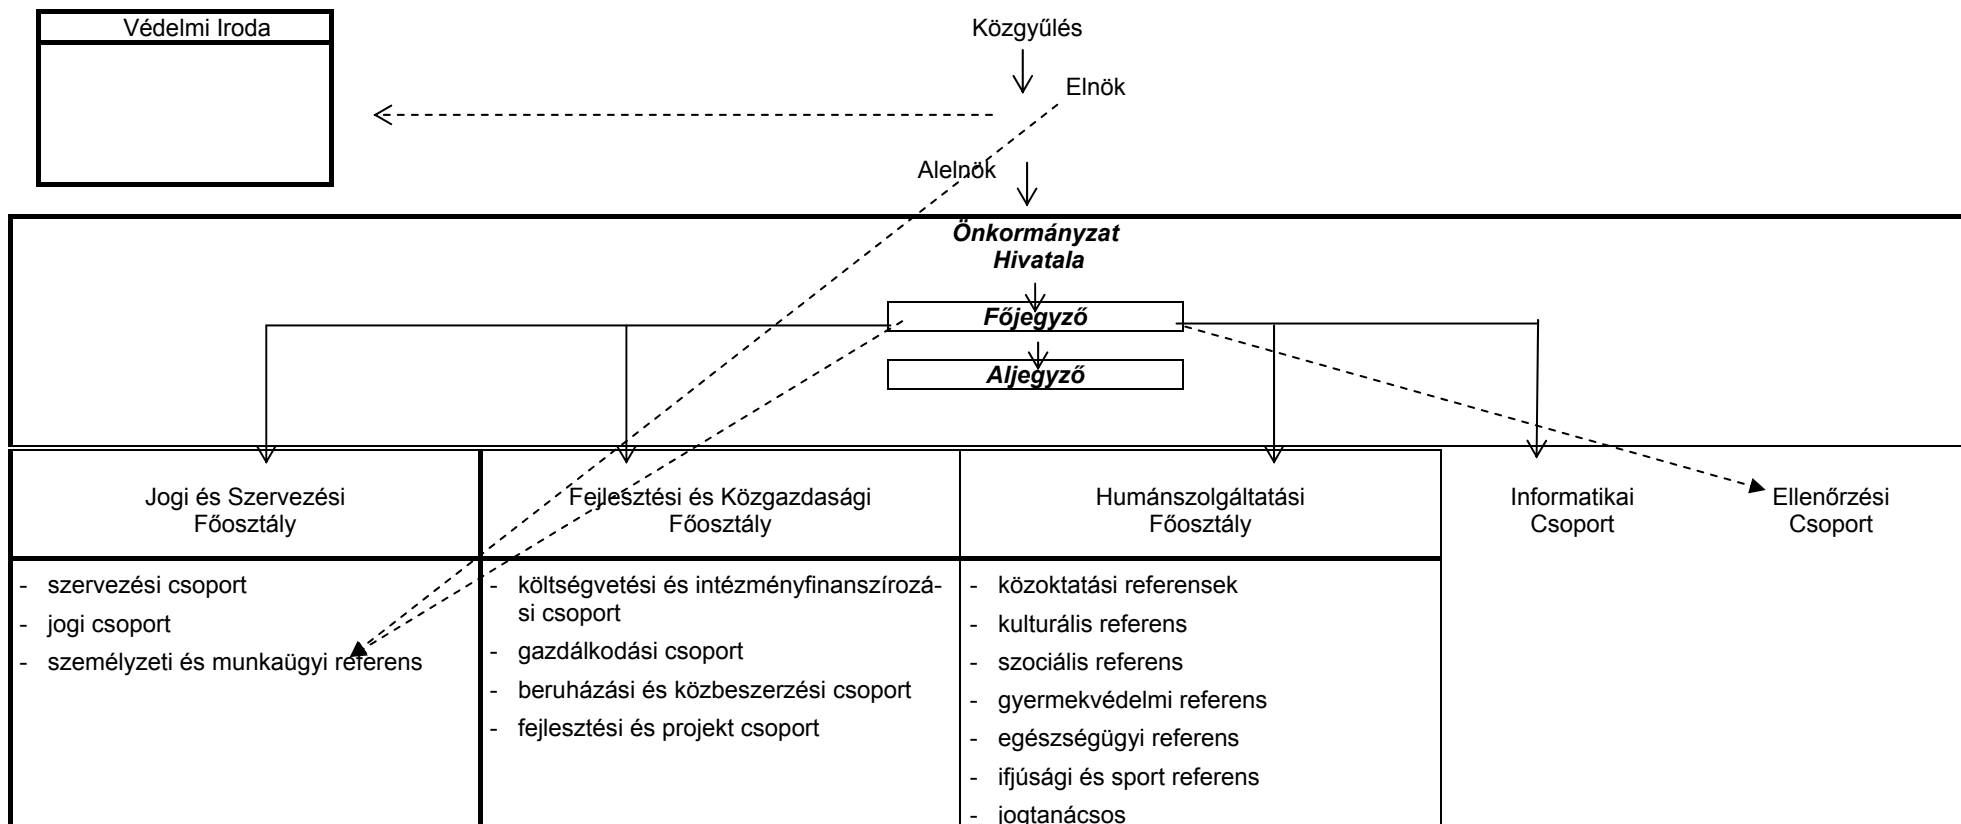 Védelmi Iroda
Közgyűlés
Elnök
Alelnök
Önkormányzat
Hivatala
Főjegyző
Aljegyző
Jogi és Szervezési
Főosztály
Fejlesztési és Közgazdasági
Főosztály
Humánszolgáltatási
Főosztály
Informatikai
Csoport
Ellenőrzési
Csoport
- szervezési csoport
- jogi csoport
- személyzeti és munkaügyi referens
- költségvetési és intézményfinanszírozá-
si csoport
- gazdálkodási csoport
- beruházási és közbeszerzési csoport
- fejlesztési és projekt csoport
- közoktatási referensek
- kulturális referens
- szociális referens
- gyermekvédelmi referens
- egészségügyi referens
- ifjúsági és sport referens
- jogtanácsos